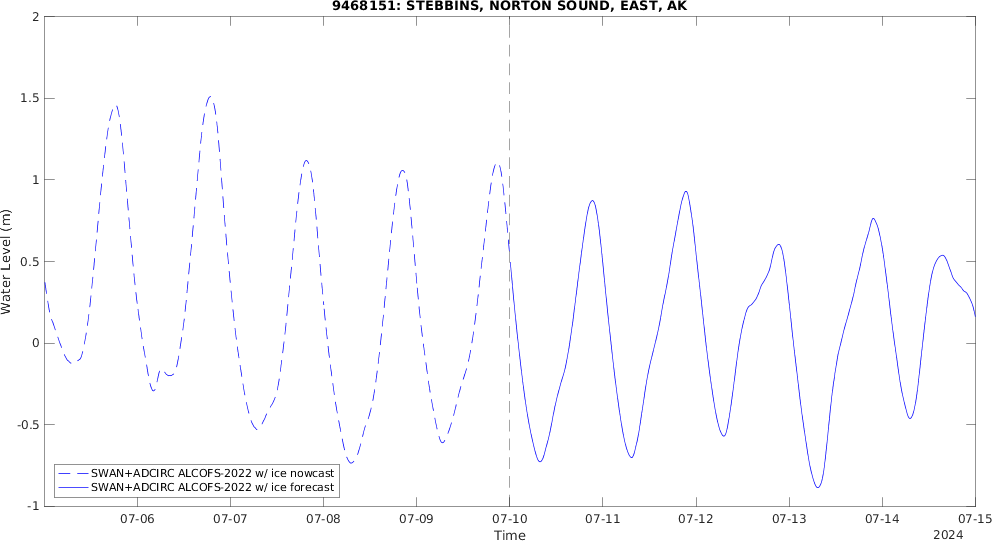 9468151: STEBBINS, NORTON SOUND, EAST, AK
2
1.5
1
0.5
0
-0.5
-1
Water Level (m)
SWAN+ADCIRC ALCOFS-2022 w/ ice nowcast
SWAN+ADCIRC ALCOFS-2022 w/ ice forecast
07-06 07-07 07-08 07-09 07-10 07-11 07-12 07-13 07-14 07-15
Time
2024